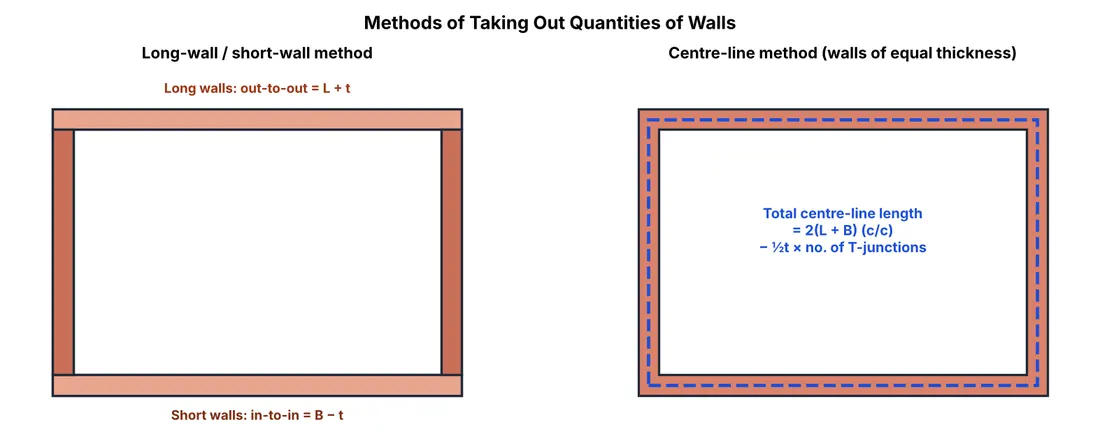 Methods of Taking Out Quantities of Walls
Long-wall / short-wall method
Long walls: out-to-out = L + t
Short walls: in-to-in = B − t
Centre-line method (walls of equal thickness)
Total centre-line length
= 2(L + B) (c/c)
− ½t × no. of T-junctions